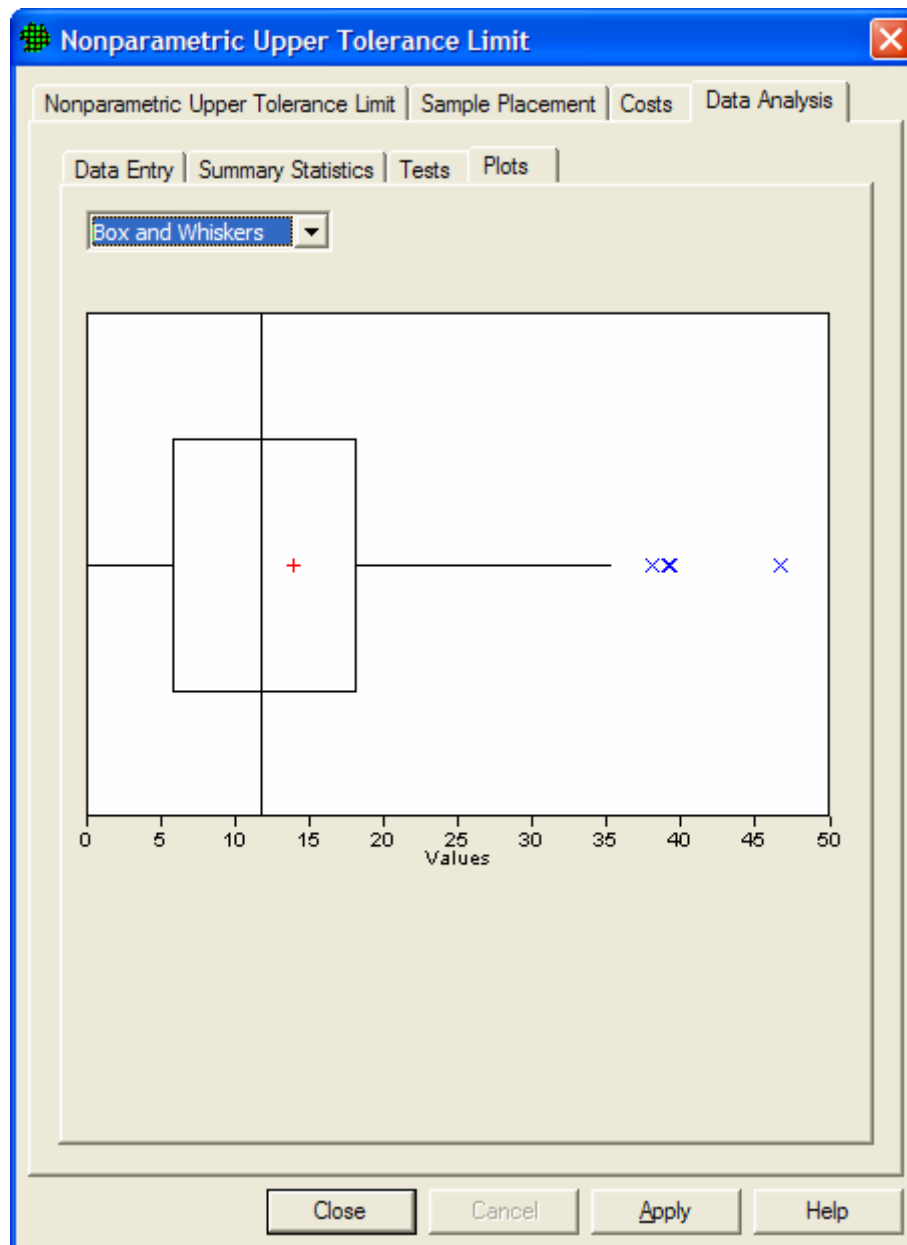 Nonparametric Upper Tolerance Limit
Nonparametric Upper Tolerance Limit Sample Placement Costs Data Analysis
Data Entry Summary Statistics Tests Plots
Box and Whiskers
0 5 10 15 20 25 30 35 40 45 50
Values
Close Cancel Apply Help